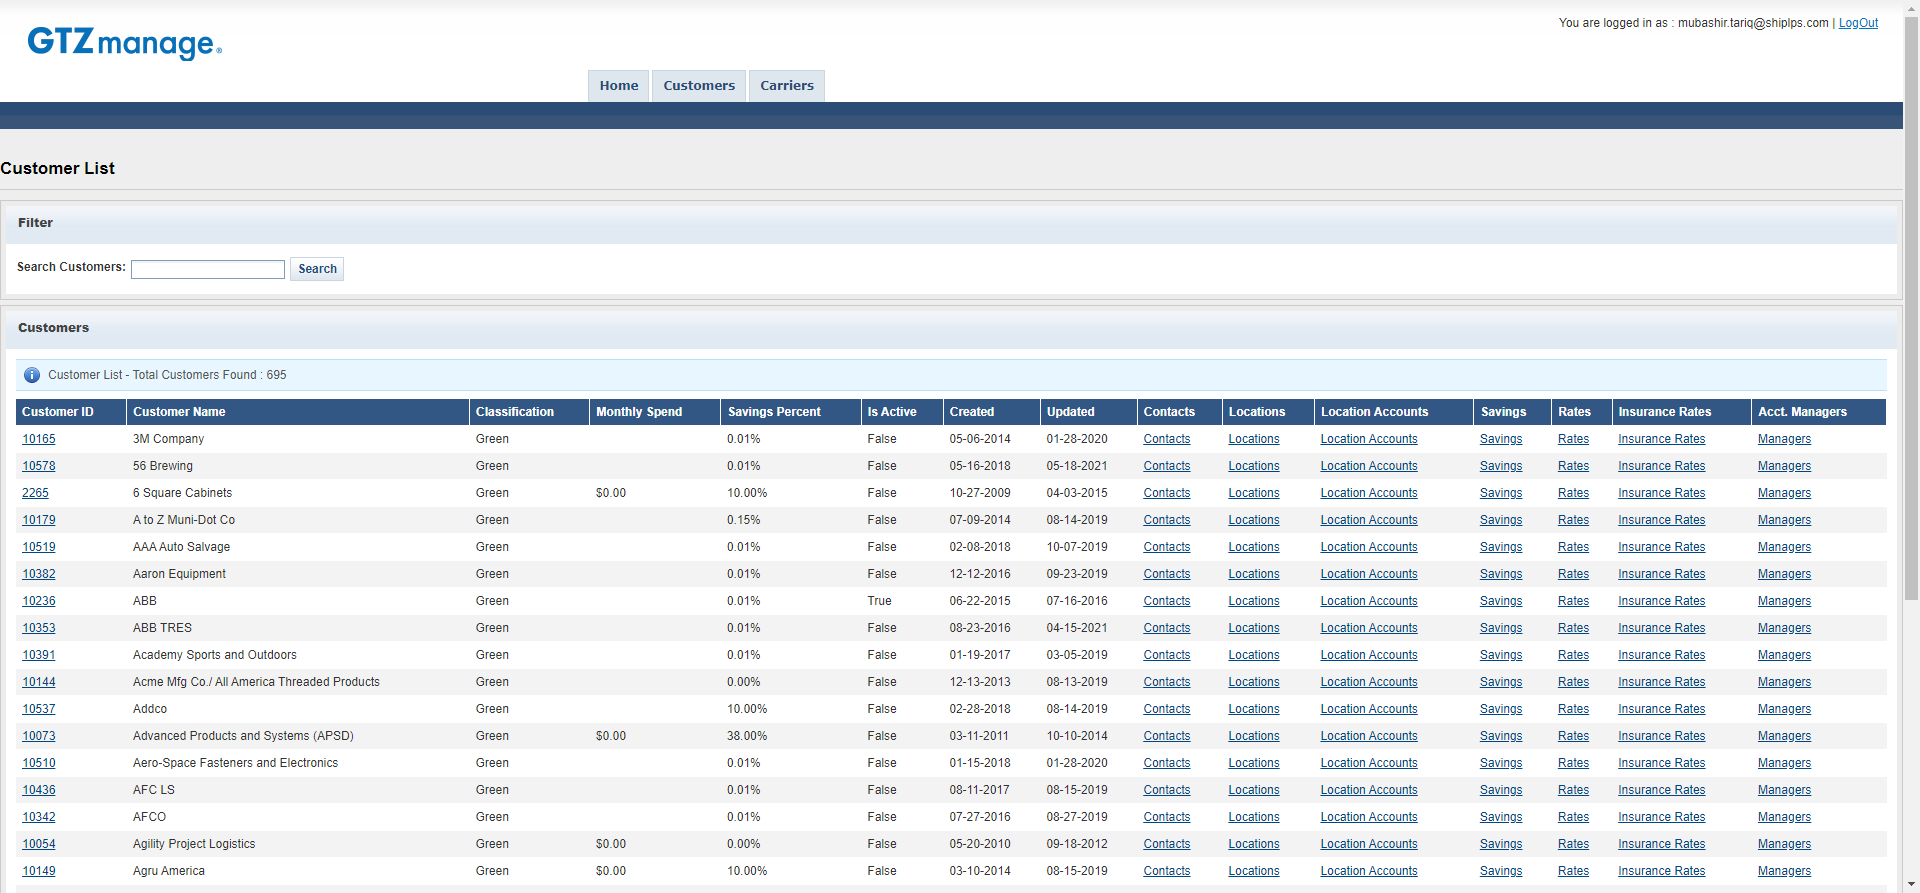 You are logged in as : mubashir.tariq@shiplps.com | LogOut
GTZmanage®
Home Customers Carriers
Customer List
Filter
Search Customers: Search
Customers
Customer List - Total Customers Found : 695
Customer ID Customer Name Classification Monthly Spend Savings Percent Is Active Created Updated Contacts Locations Location Accounts Savings Rates Insurance Rates Acct. Managers
10165 3M Company Green 0.01% False 05-06-2014 01-28-2020 Contacts Locations Location Accounts Savings Rates Insurance Rates Managers
10578 56 Brewing Green 0.01% False 05-16-2018 05-18-2021 Contacts Locations Location Accounts Savings Rates Insurance Rates Managers
2265 6 Square Cabinets Green $0.00 10.00% False 10-27-2009 04-03-2015 Contacts Locations Location Accounts Savings Rates Insurance Rates Managers
10179 A to Z Muni-Dot Co Green 0.15% False 07-09-2014 08-14-2019 Contacts Locations Location Accounts Savings Rates Insurance Rates Managers
10519 AAA Auto Salvage Green 0.01% False 02-08-2018 10-07-2019 Contacts Locations Location Accounts Savings Rates Insurance Rates Managers
10382 Aaron Equipment Green 0.01% False 12-12-2016 09-23-2019 Contacts Locations Location Accounts Savings Rates Insurance Rates Managers
10236 ABB Green 0.01% True 06-22-2015 07-16-2016 Contacts Locations Location Accounts Savings Rates Insurance Rates Managers
10353 ABB TRES Green 0.01% False 08-23-2016 04-15-2021 Contacts Locations Location Accounts Savings Rates Insurance Rates Managers
10391 Academy Sports and Outdoors Green 0.01% False 01-19-2017 03-05-2019 Contacts Locations Location Accounts Savings Rates Insurance Rates Managers
10144 Acme Mfg Co./ All America Threaded Products Green 0.00% False 12-13-2013 08-13-2019 Contacts Locations Location Accounts Savings Rates Insurance Rates Managers
10537 Addco Green 10.00% False 02-28-2018 08-14-2019 Contacts Locations Location Accounts Savings Rates Insurance Rates Managers
10073 Advanced Products and Systems (APSD) Green $0.00 38.00% False 03-11-2011 10-10-2014 Contacts Locations Location Accounts Savings Rates Insurance Rates Managers
10510 Aero-Space Fasteners and Electronics Green 0.01% False 01-15-2018 01-28-2020 Contacts Locations Location Accounts Savings Rates Insurance Rates Managers
10436 AFC LS Green 0.01% False 08-11-2017 08-15-2019 Contacts Locations Location Accounts Savings Rates Insurance Rates Managers
10342 AFCO Green 0.01% False 07-27-2016 08-27-2019 Contacts Locations Location Accounts Savings Rates Insurance Rates Managers
10054 Agility Project Logistics Green $0.00 0.00% False 05-20-2010 09-18-2012 Contacts Locations Location Accounts Savings Rates Insurance Rates Managers
10149 Agru America Green $0.00 10.00% False 03-10-2014 08-15-2019 Contacts Locations Location Accounts Savings Rates Insurance Rates Managers